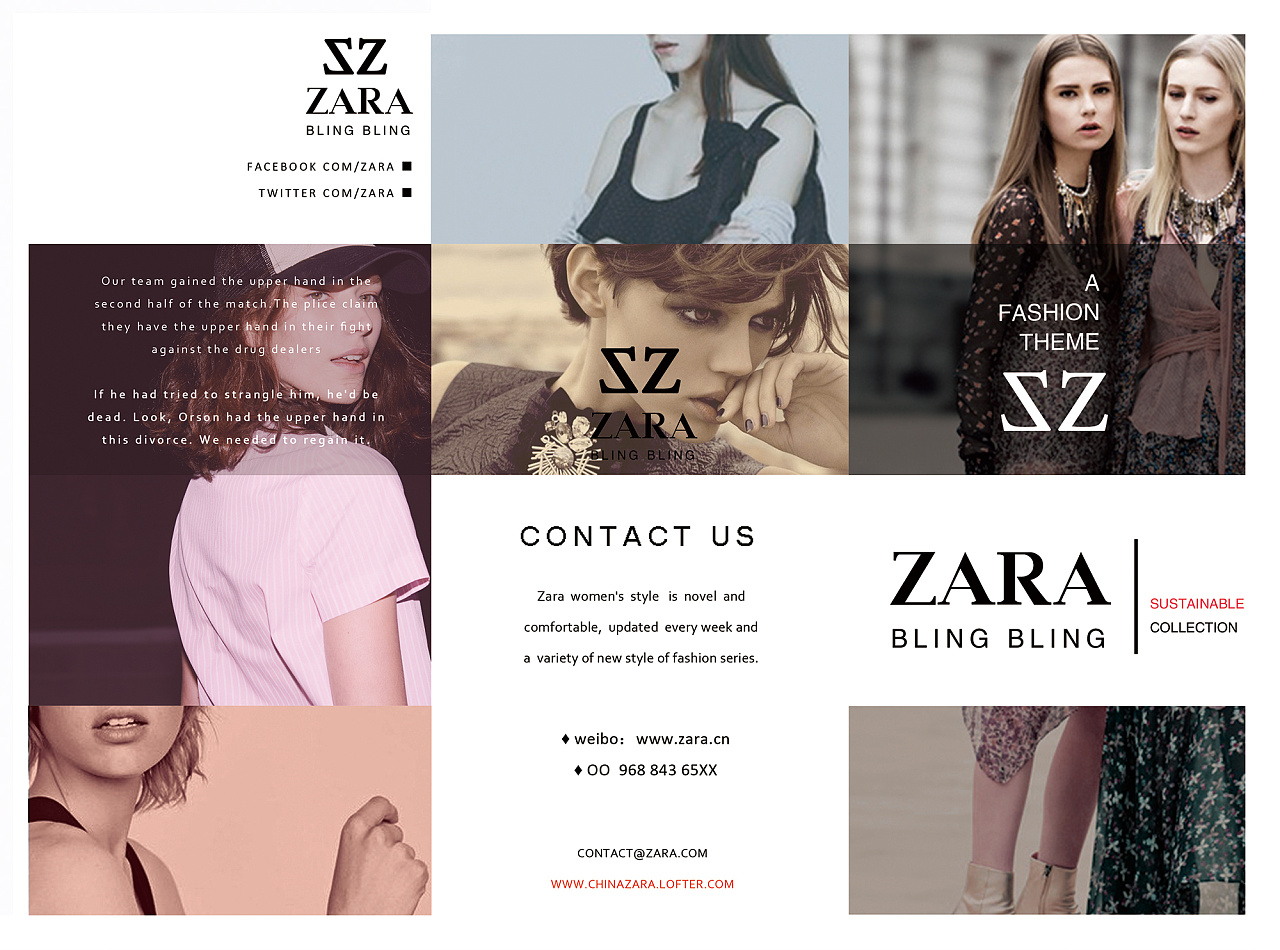 ZZ
ZARA
BLING BLING
FACEBOOK COM/ZARA
TWITTER COM/ZARA
Our team gained the upper hand in the
second half of the match.The plice claim
they have the upper hand in their fight
against the drug dealers
If he had tried to strangle him, he'd be
dead. Look, Orson had the upper hand in
this divorce. We needed to regain it.
ZZ
ZARA
BLING BLING
CONTACT US
Zara women's style is novel and
comfortable, updated every week and
a variety of new style of fashion series.
♦ weibo：www.zara.cn
♦ OO 968 843 65XX
CONTACT@ZARA.COM
WWW.CHINAZARA.LOFTER.COM
A
FASHION
THEME
ZZ
ZARA
BLING BLING
SUSTAINABLE
COLLECTION